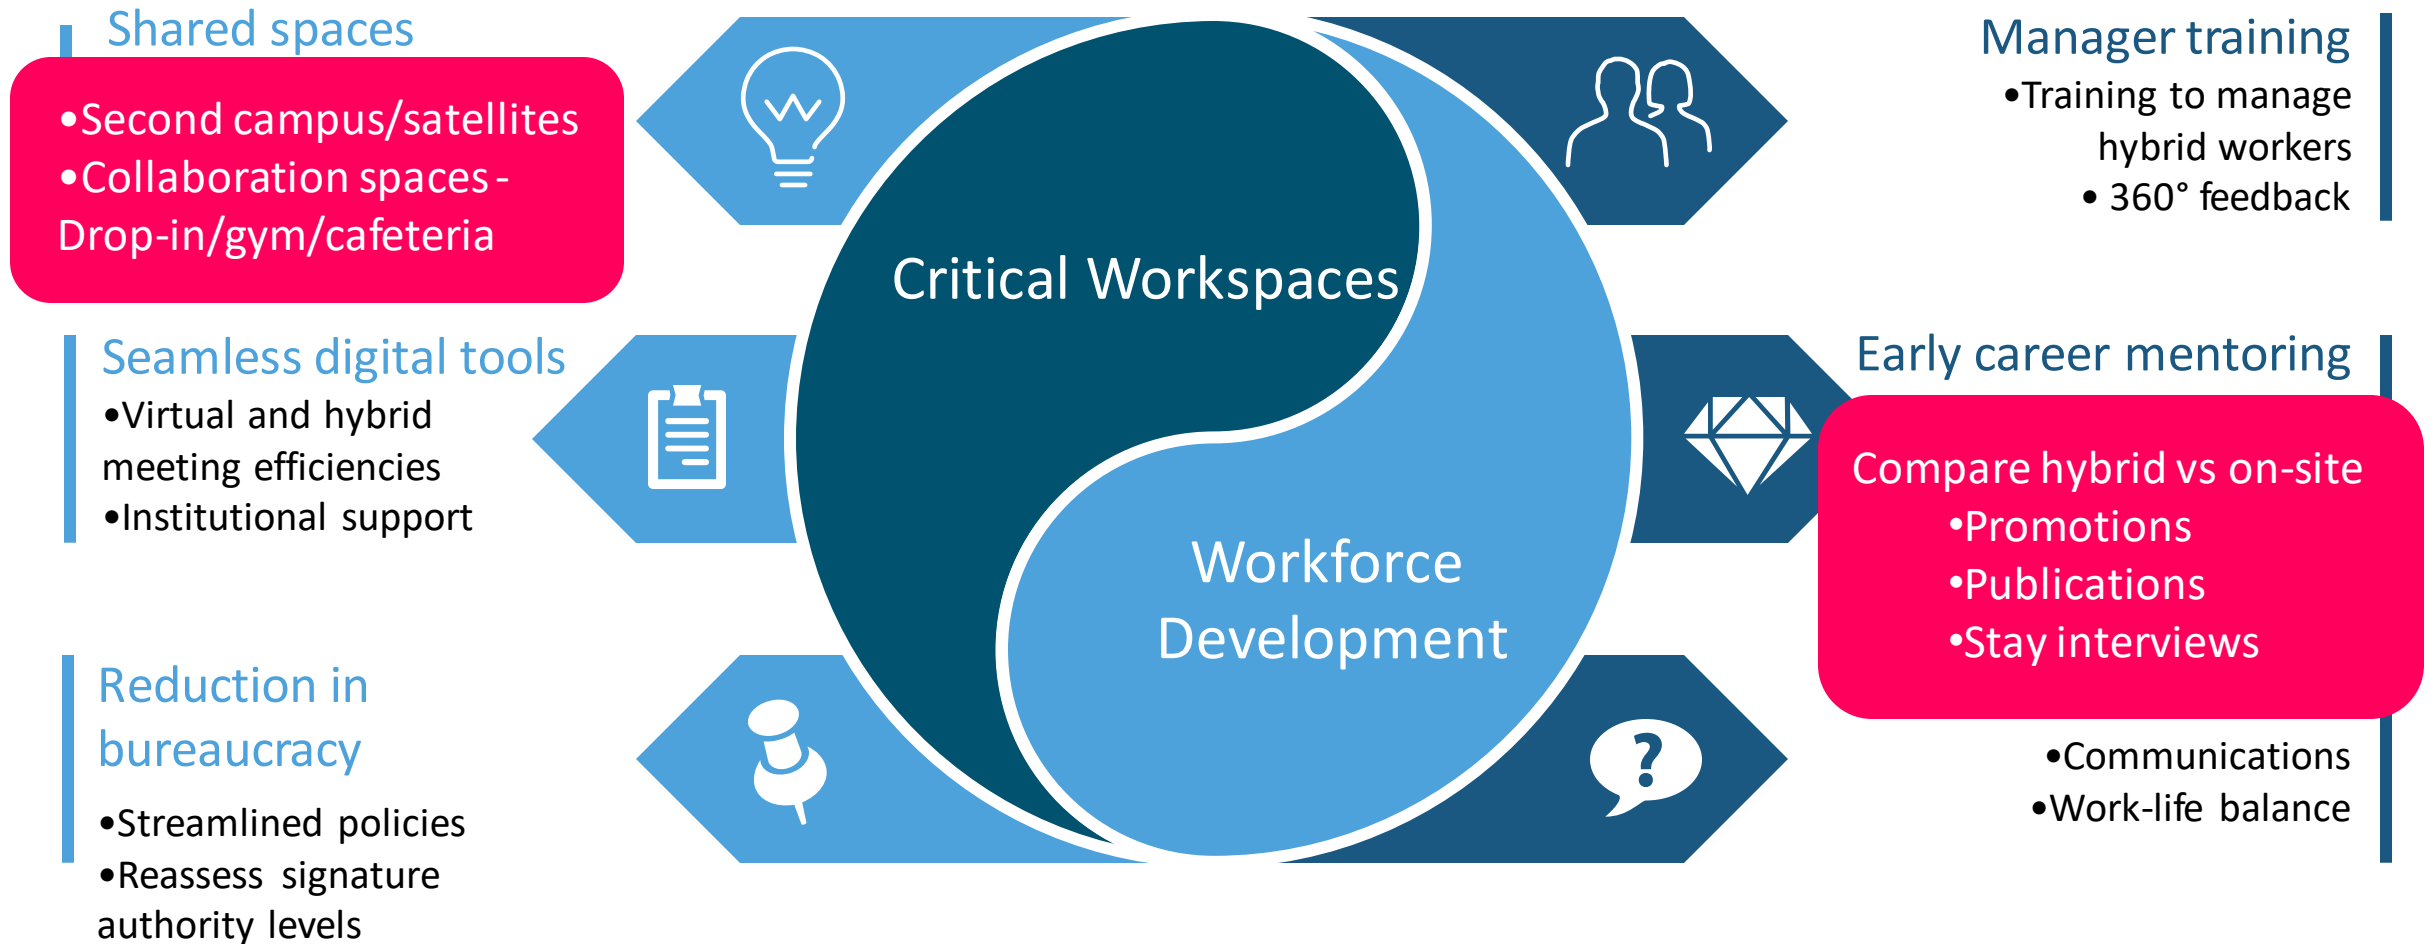 Shared spaces
•Second campus/satellites
•Collaboration spaces -
Drop-in/gym/cafeteria
Seamless digital tools
•Virtual and hybrid
meeting efficiencies
•Institutional support
Reduction in
bureaucracy
•Streamlined policies
•Reassess signature
authority levels
Critical Workspaces
Workforce
Development
?
Manager training
•Training to manage
hybrid workers
• 360° feedback
Early career mentoring
Compare hybrid vs on-site
•Promotions
•Publications
•Stay interviews
•Communications
•Work-life balance